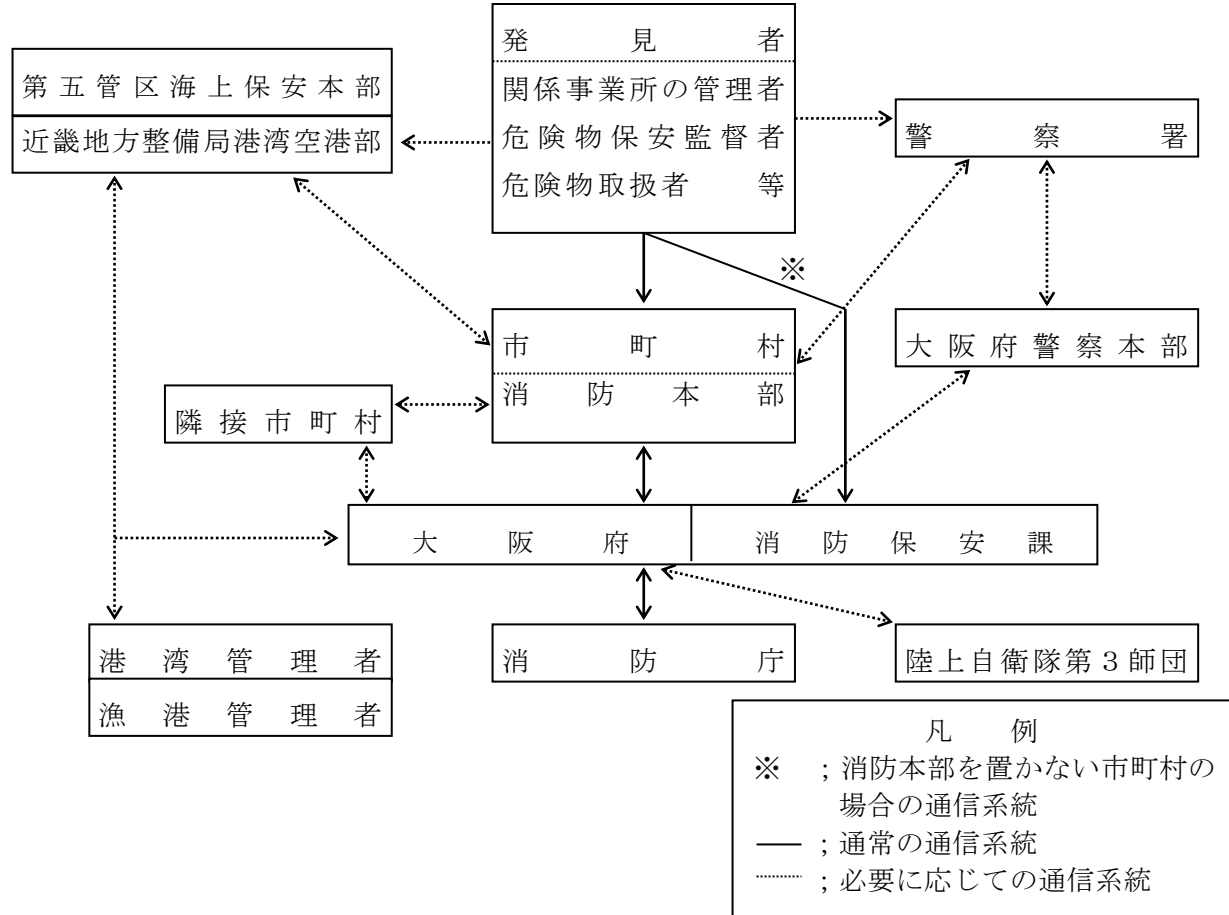 発見者
関係事業所の管理者
危険物保安監督者
危険物取扱者 等
第五管区海上保安本部
近畿地方整備局港湾空港部
警察署
※
市町村
消防本部
大阪府警察本部
隣接市町村
大阪府
消防保安課
港湾管理者
漁港管理者
消防庁
陸上自衛隊第3師団
凡例
※ ;消防本部を置かない市町村の
場合の通信系統
;通常の通信系統
;必要に応じての通信系統